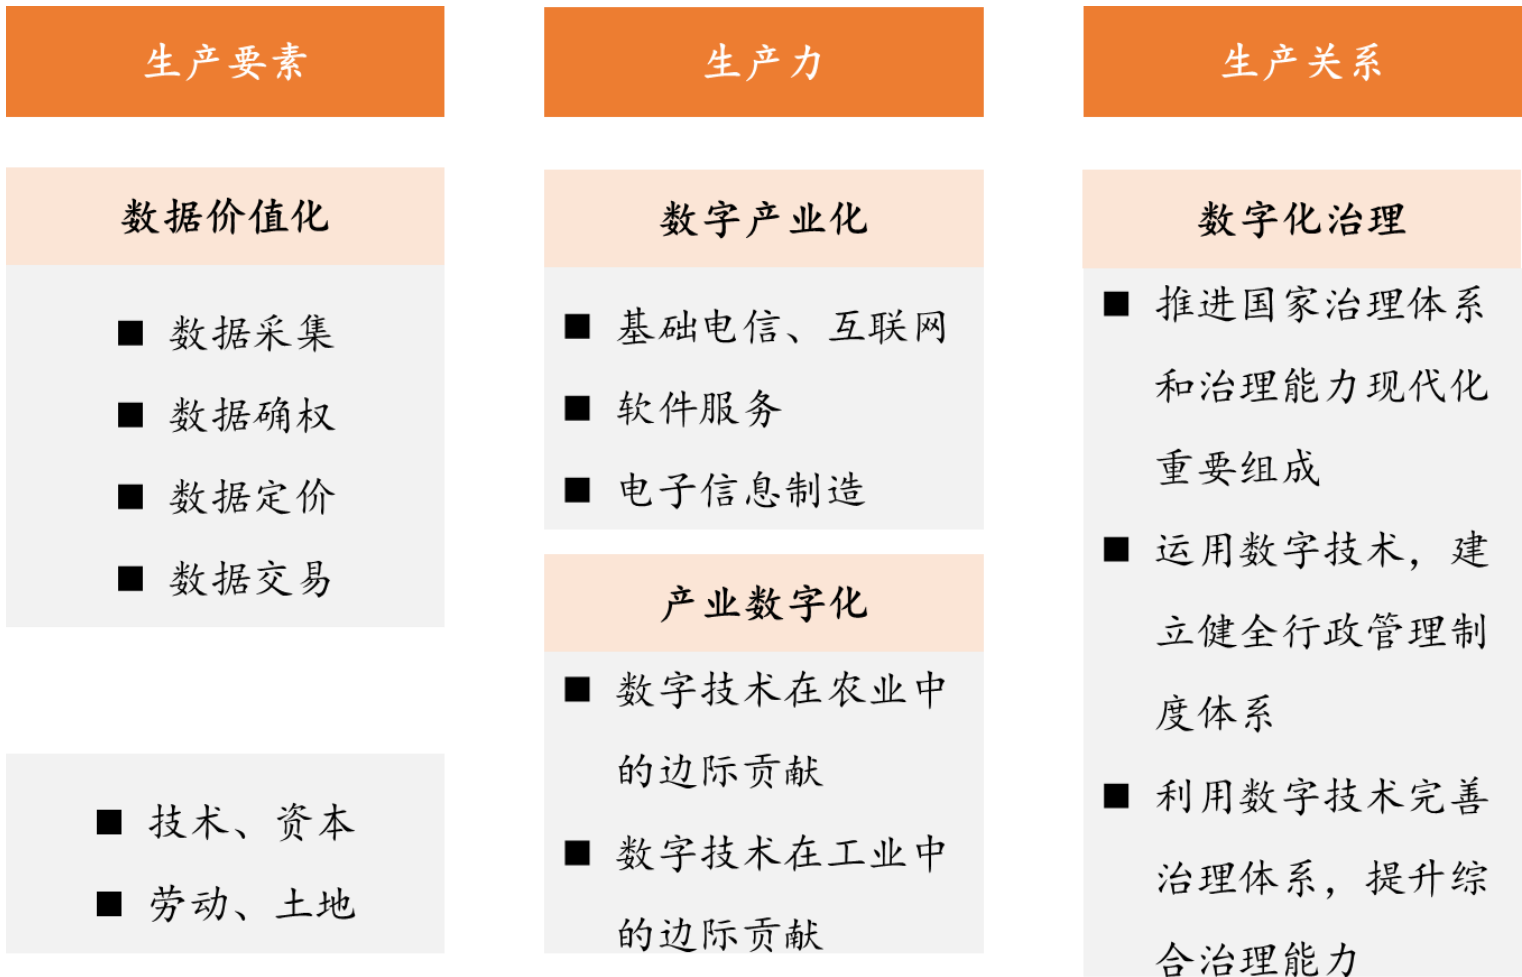 生产要素
数据价值化
■ 数据采集
■ 数据确权
■ 数据定价
■ 数据交易
■ 技术、资本
■ 劳动、土地
生产力
数字产业化
■ 基础电信、互联网
■ 软件服务
■ 电子信息制造
产业数字化
■ 数字技术在农业中
的边际贡献
■ 数字技术在工业中
的边际贡献
生产关系
数字化治理
■ 推进国家治理体系
和治理能力现代化
重要组成
■ 运用数字技术，建
立健全行政管理制
度体系
■ 利用数字技术完善
治理体系，提升综
合治理能力